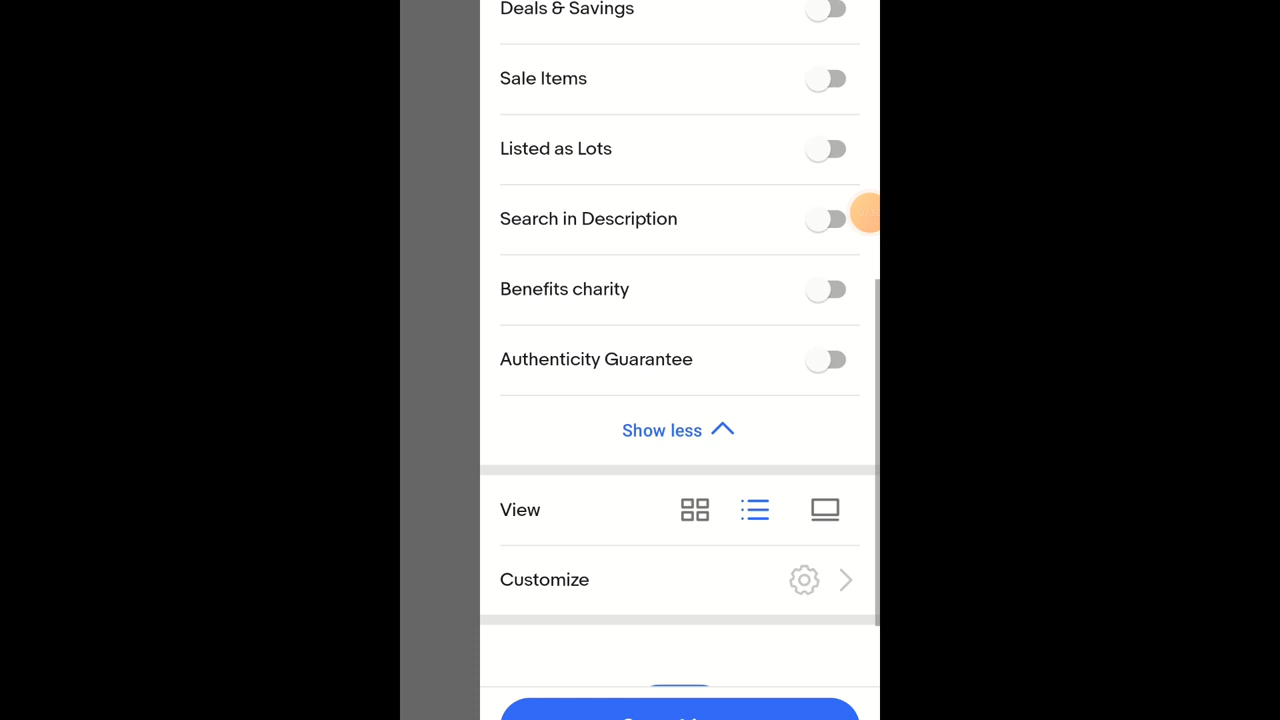 Deals & Savings
Sale Items
Listed as Lots
Search in Description
Benefits charity
Authenticity Guarantee
Show less
View
Customize